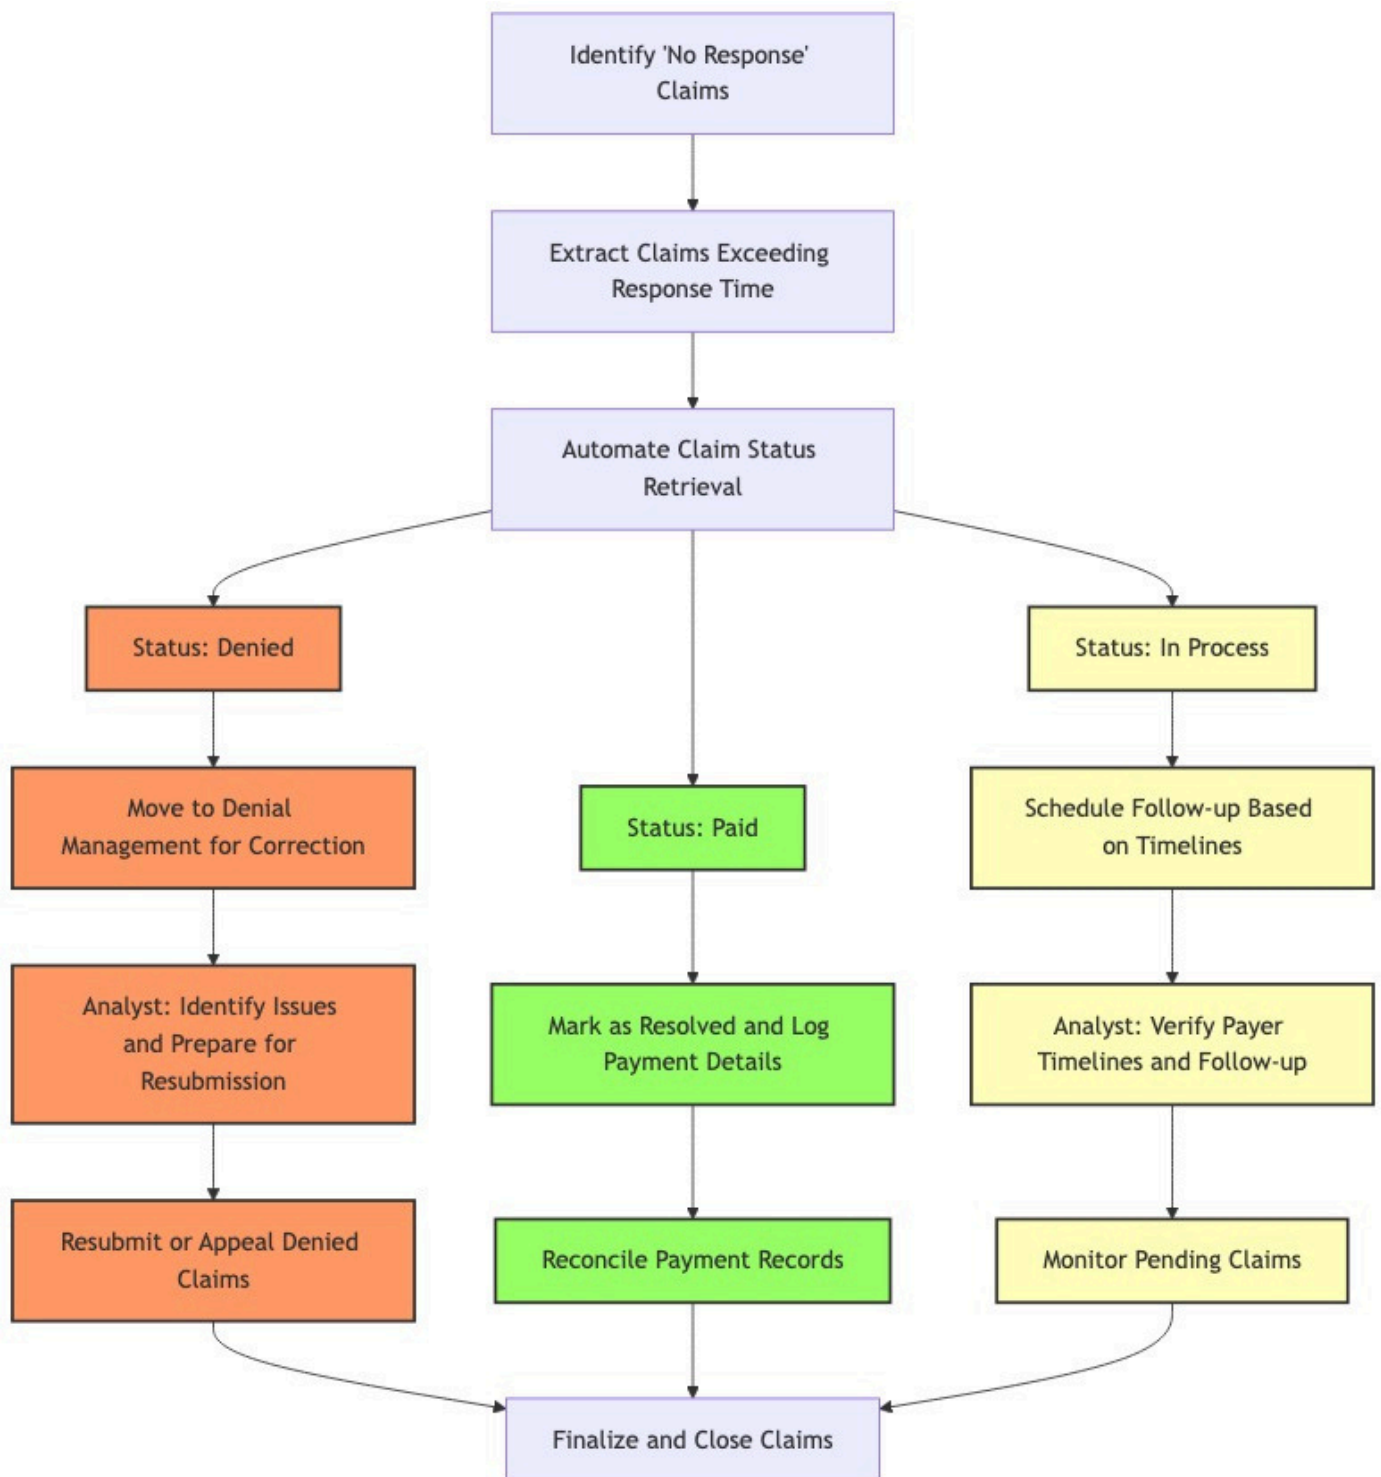 Identify 'No Response'
Claims
Extract Claims Exceeding
Response Time
Automate Claim Status
Retrieval
Status: Denied
Move to Denial
Management for Correction
Analyst: Identify Issues
and Prepare for
Resubmission
Resubmit or Appeal Denied
Claims
Status: Paid
Mark as Resolved and Log
Payment Details
Reconcile Payment Records
Status: In Process
Schedule Follow-up Based
on Timelines
Analyst: Verify Payer
Timelines and Follow-up
Monitor Pending Claims
Finalize and Close Claims